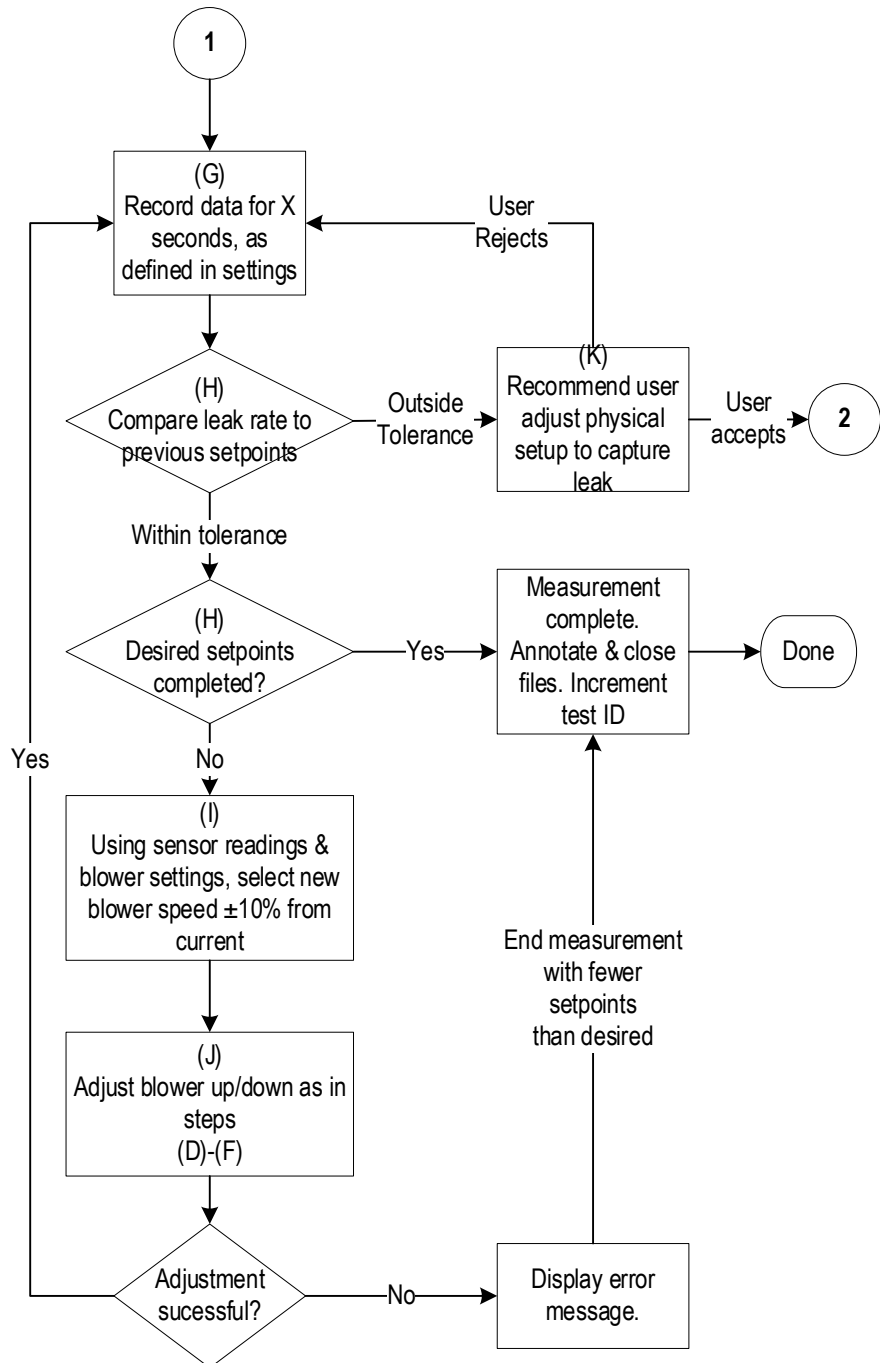 1
(G)
Record data for X
seconds, as
defined in settings
User
Rejects
(H)
Compare leak rate to
previous setpoints
Outside
Tolerance
(K)
Recommend user
adjust physical
setup to capture
leak
User
accepts
2
Within tolerance
(H)
Desired setpoints
completed?
Yes
Measurement
complete.
Annotate & close
files. Increment
test ID
Done
Yes
No
(I)
Using sensor readings &
blower settings, select new
blower speed ±10% from
current
End measurement
with fewer
setpoints
than desired
(J)
Adjust blower up/down as in
steps
(D)-(F)
Adjustment
sucessful?
No
Display error
message.